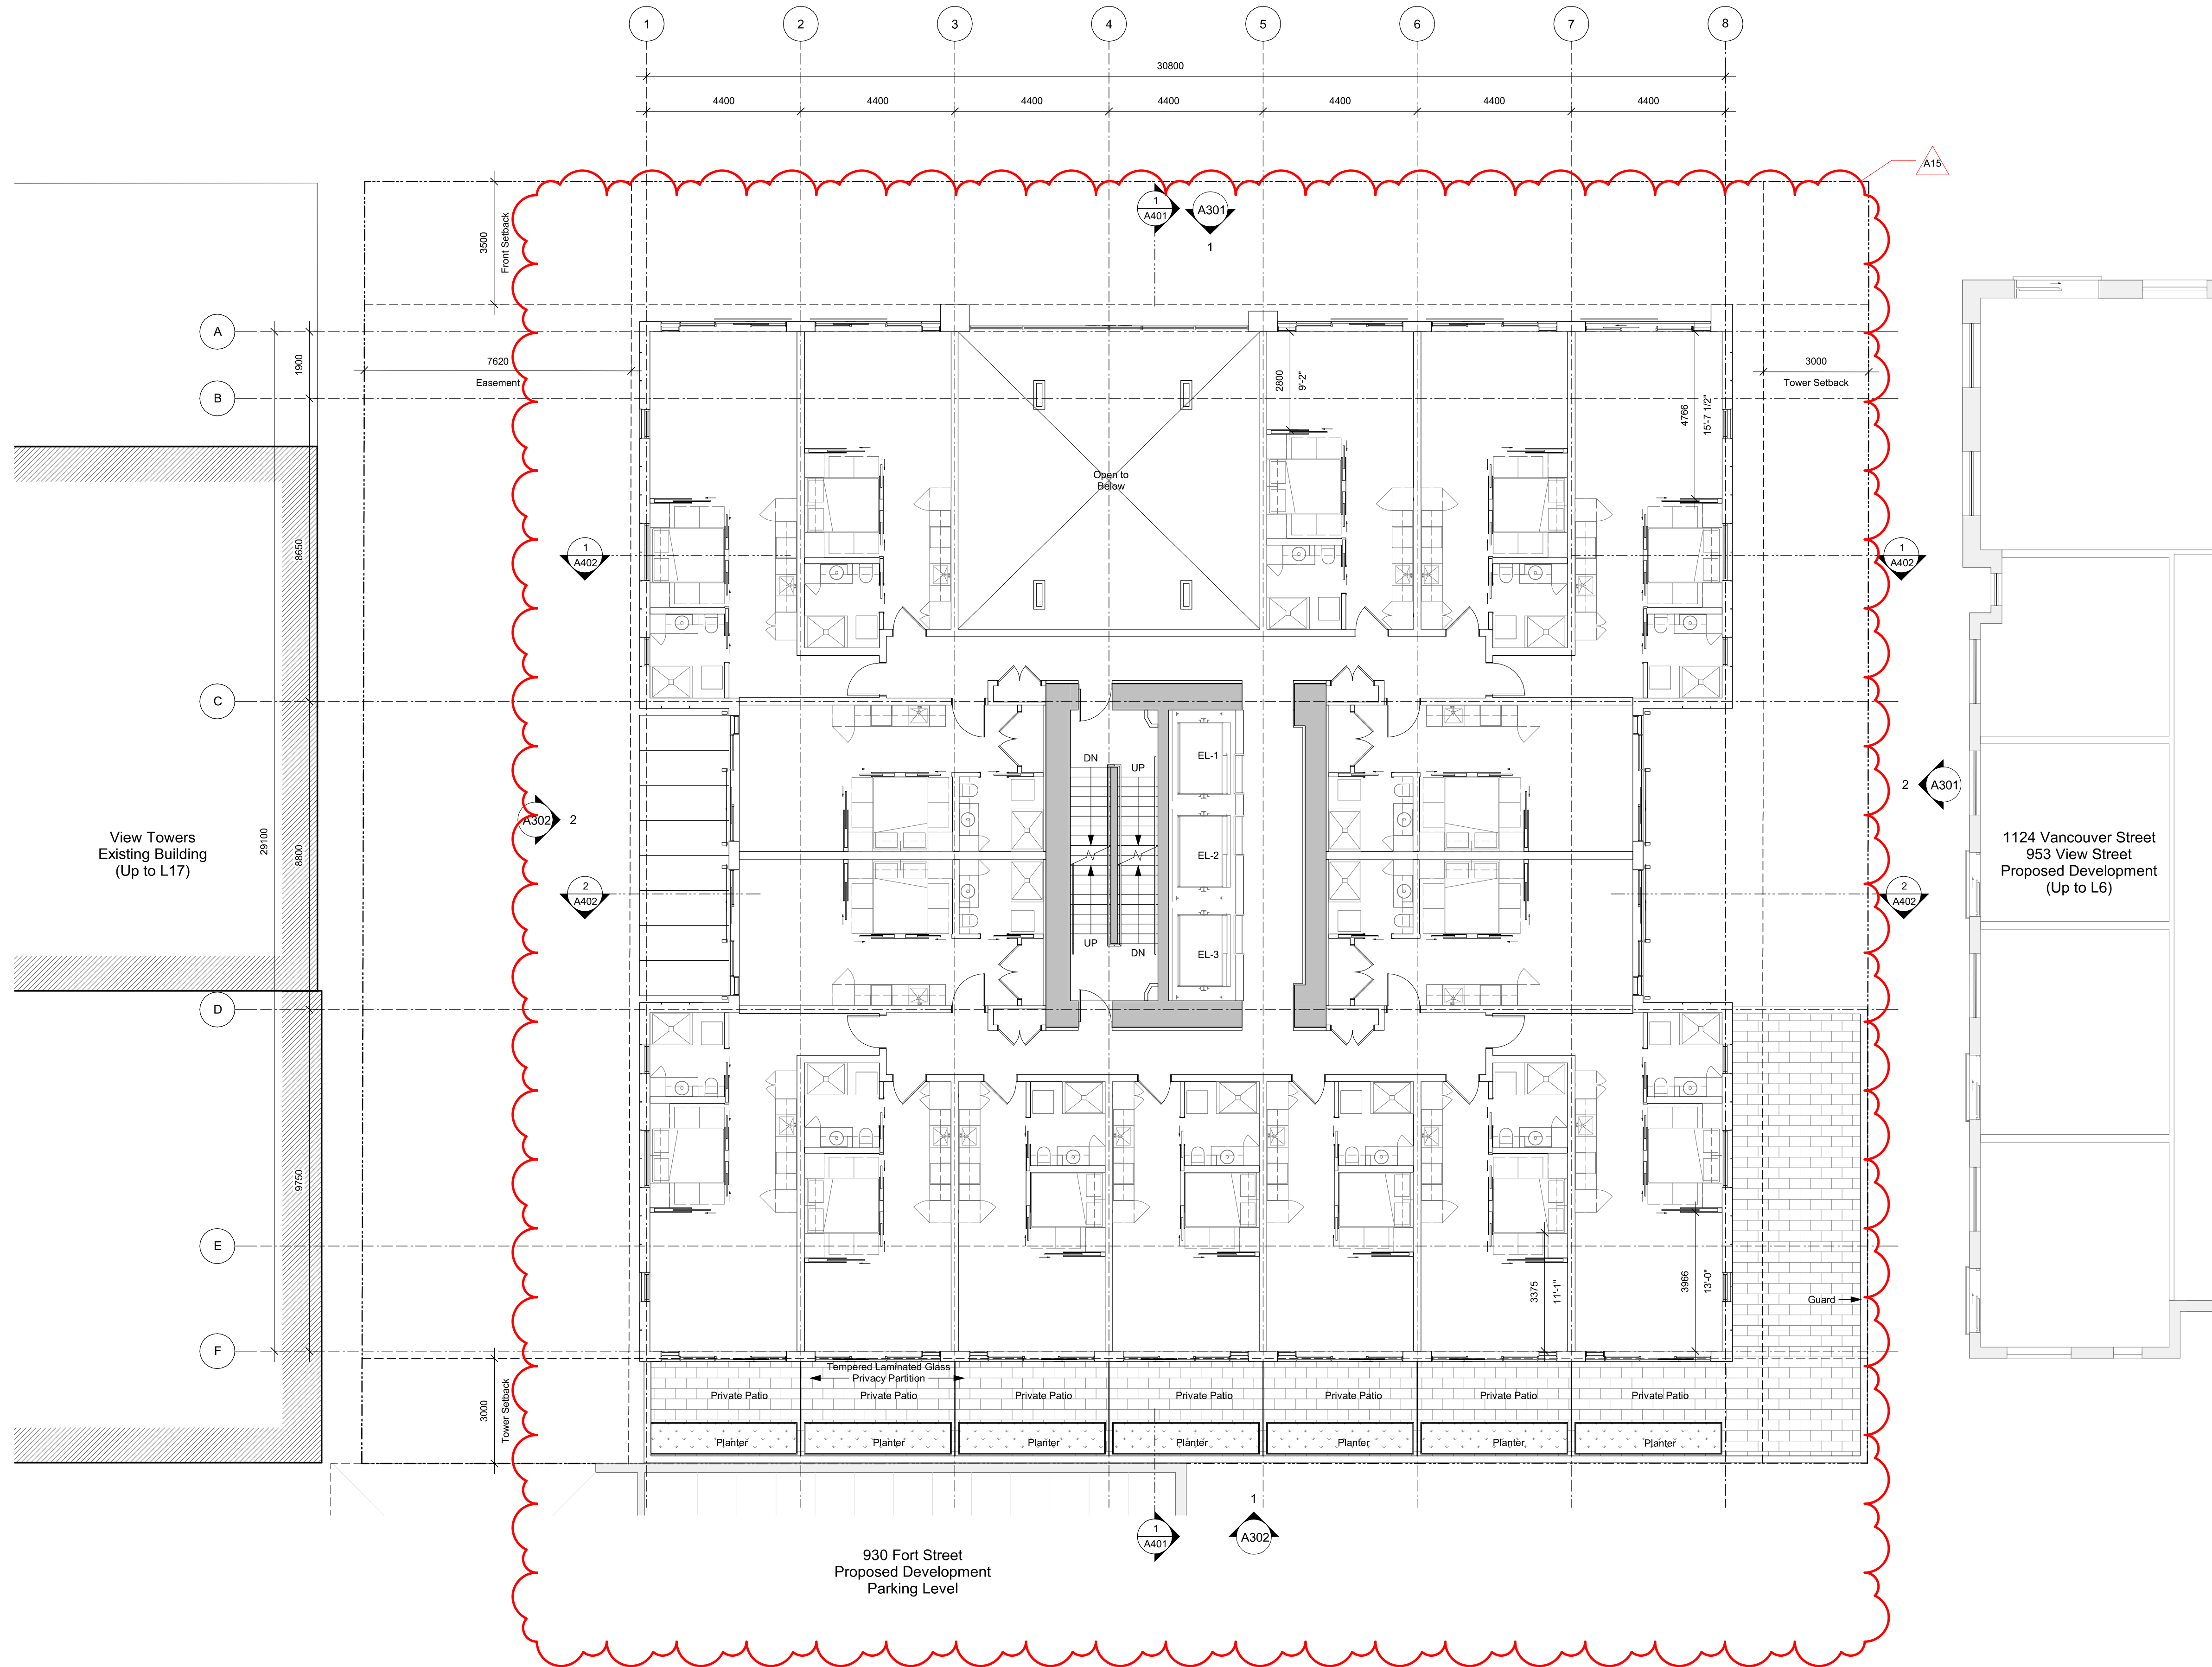 1
2
3
4
5
6
7
8
30800
4400
4400
4400
4400
4400
4400
4400
A15
1
A401
A301
1
3500
Front Setback
A
1900
7620
Easement
B
2800
9'-2"
4766
15'-7 1/2"
3000
Tower Setback
Open to
Below
8650
1
A402
1
A402
C
DN
UP
EL-1
EL-2
EL-3
UP
DN
A302
2
2
A301
29100
8800
View Towers
Existing Building
(Up to L17)
1124 Vancouver Street
953 View Street
Proposed Development
(Up to L6)
2
A402
2
A402
D
9750
E
3375
11'-1"
3966
13'-0"
Guard
F
Tempered Laminated Glass
Privacy Partition
3000
Tower Setback
Private Patio
Private Patio
Private Patio
Private Patio
Private Patio
Private Patio
Private Patio
Planter
Planter
Planter
Planter
Planter
Planter
Planter
1
A401
1
A302
930 Fort Street
Proposed Development
Parking Level